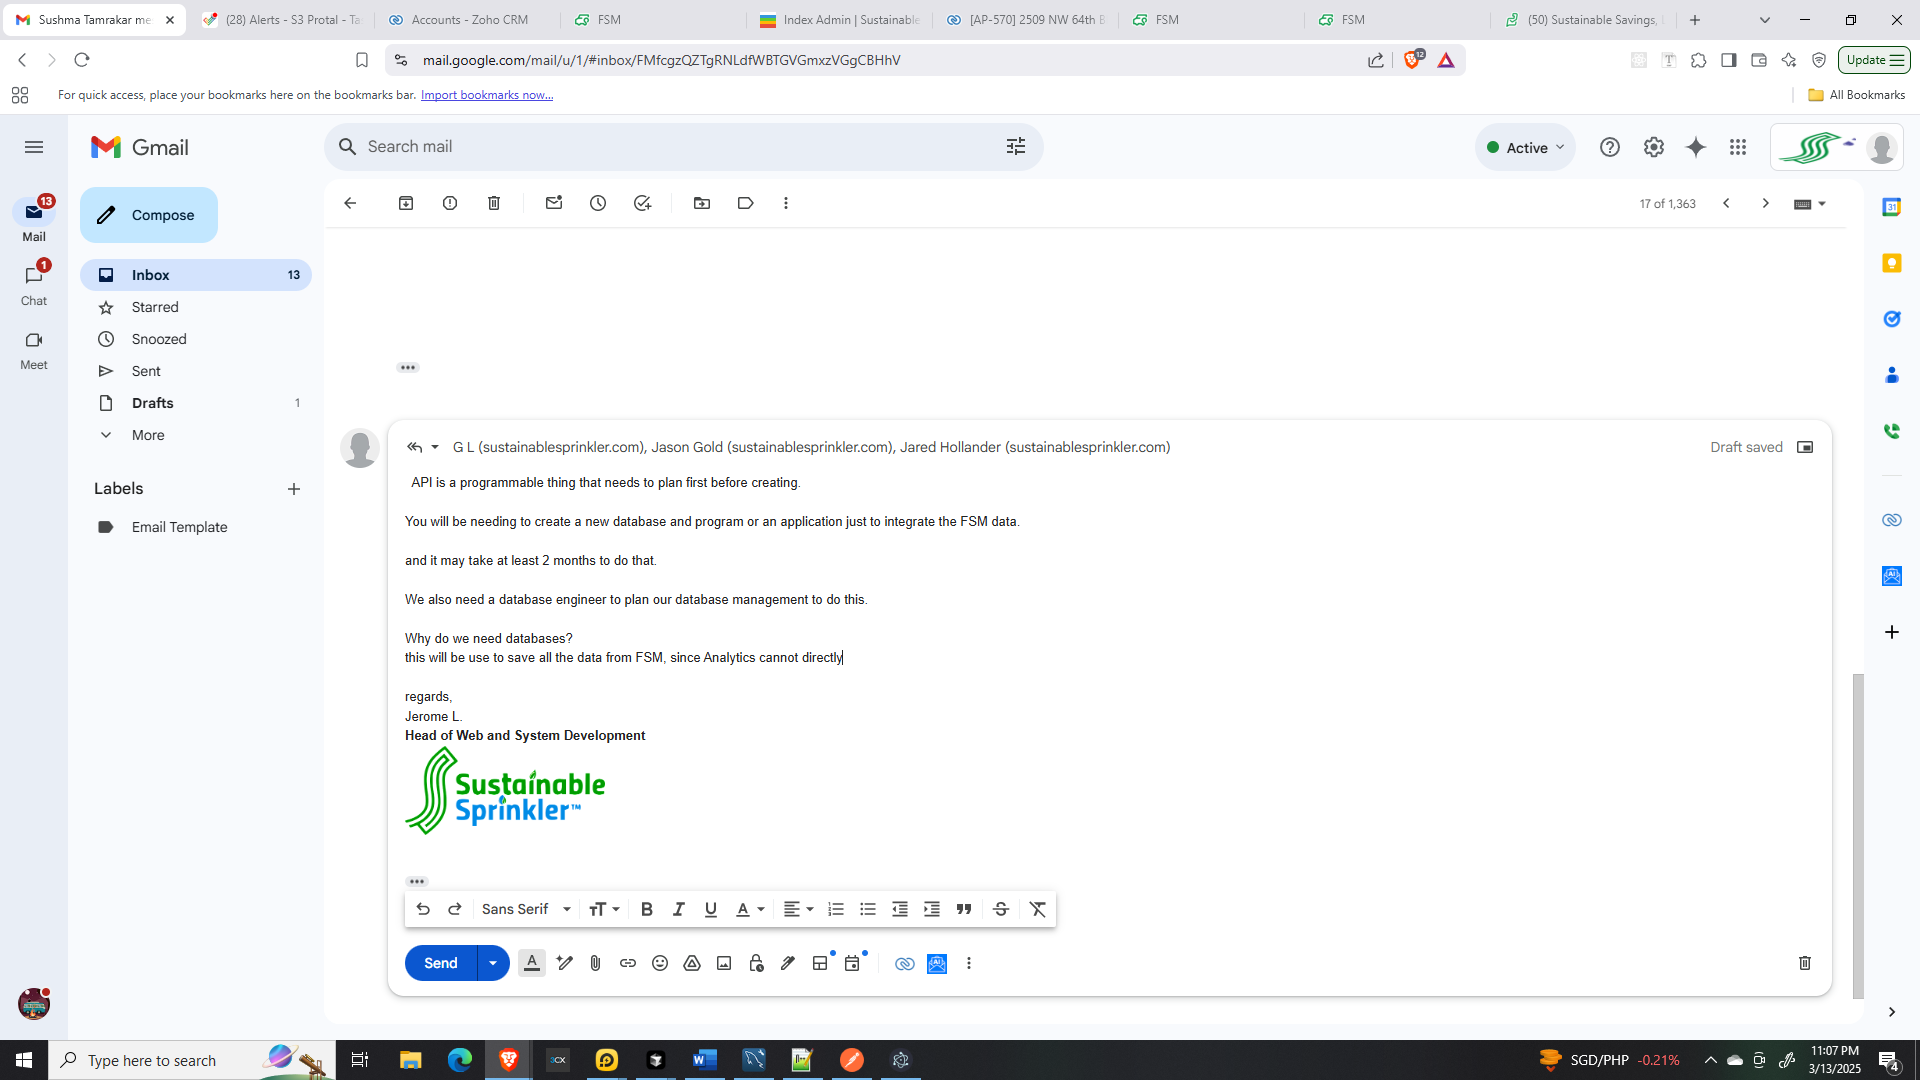 Sushma Tamrakar me
(28) Alerts - S3 Protal - Ta
Accounts - Zoho CRM
FSM
Index Admin | Sustainable
[AP-570] 2509 NW 64th B
FSM
FSM
(50) Sustainable Savings,
mail.google.com/mail/u/1/#inbox/FMfcgzQZTgRNLdfWBTGVGmxzVGgCBHhV
12
Update
For quick access, place your bookmarks here on the bookmarks bar. Import bookmarks now...
All Bookmarks
Gmail
Search mail
Active
13
Mail
1
Chat
Meet
Compose
Inbox 13
Starred
Snoozed
Sent
Drafts 1
More
Labels
Email Template
17 of 1,363
G L (sustainablesprinkler.com), Jason Gold (sustainablesprinkler.com), Jared Hollander (sustainablesprinkler.com)
Draft saved
API is a programmable thing that needs to plan first before creating.
You will be needing to create a new database and program or an application just to integrate the FSM data.
and it may take at least 2 months to do that.
We also need a database engineer to plan our database management to do this.
Why do we need databases?
this will be use to save all the data from FSM, since Analytics cannot directly
regards,
Jerome L.
Head of Web and System Development
Sustainable
Sprinkler™
Sans Serif
Send
31
Type here to search
SGD/PHP -0.21%
11:07 PM
3/13/2025
4